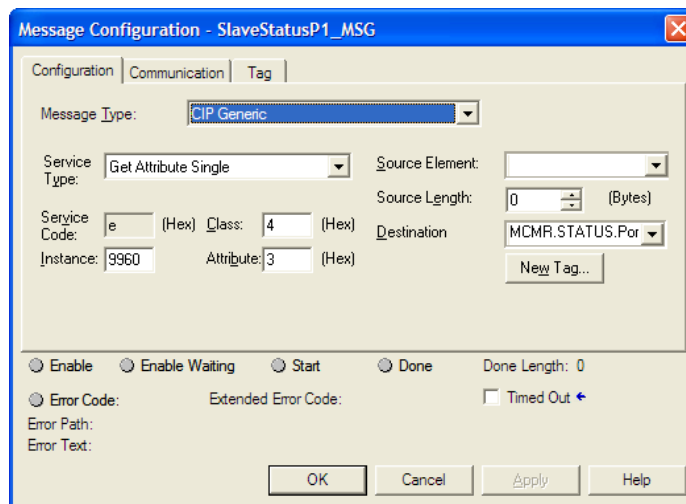 Message Configuration - SlaveStatusP1_MSG
Configuration Communication Tag
Message Type: CIP Generic
Service Type: Get Attribute Single
Source Element:
Source Length: 0 (Bytes)
Service Code: e (Hex) Class: 4 (Hex)
Destination MCMR.STATUS.Por
Instance: 9960 Attribute: 3 (Hex)
New Tag...
Enable Enable Waiting Start Done Done Length: 0
Error Code: Extended Error Code: Timed Out
Error Path:
Error Text:
OK Cancel Apply Help